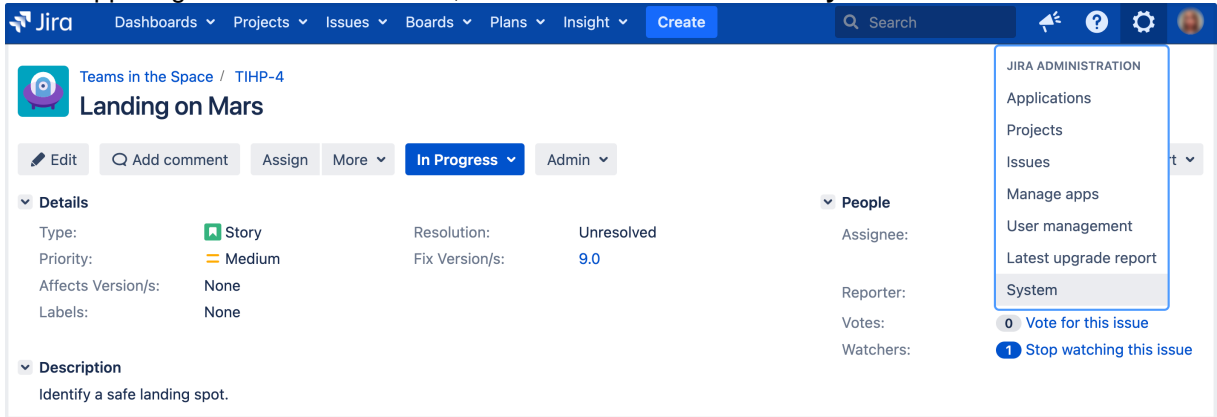 Jira Dashboards Projects Issues Boards Plans Insight Create Search
JIRA ADMINISTRATION
Applications
Projects
Issues
Manage apps
User management
Latest upgrade report
System
Teams in the Space / TIHP-4
Landing on Mars
Edit Add comment Assign More In Progress Admin
Details
Type: Story
Priority: Medium
Affects Version/s: None
Labels: None
Resolution: Unresolved
Fix Version/s: 9.0
People
Assignee:
Reporter:
Votes: 0 Vote for this issue
Watchers: 1 Stop watching this issue
Description
Identify a safe landing spot.